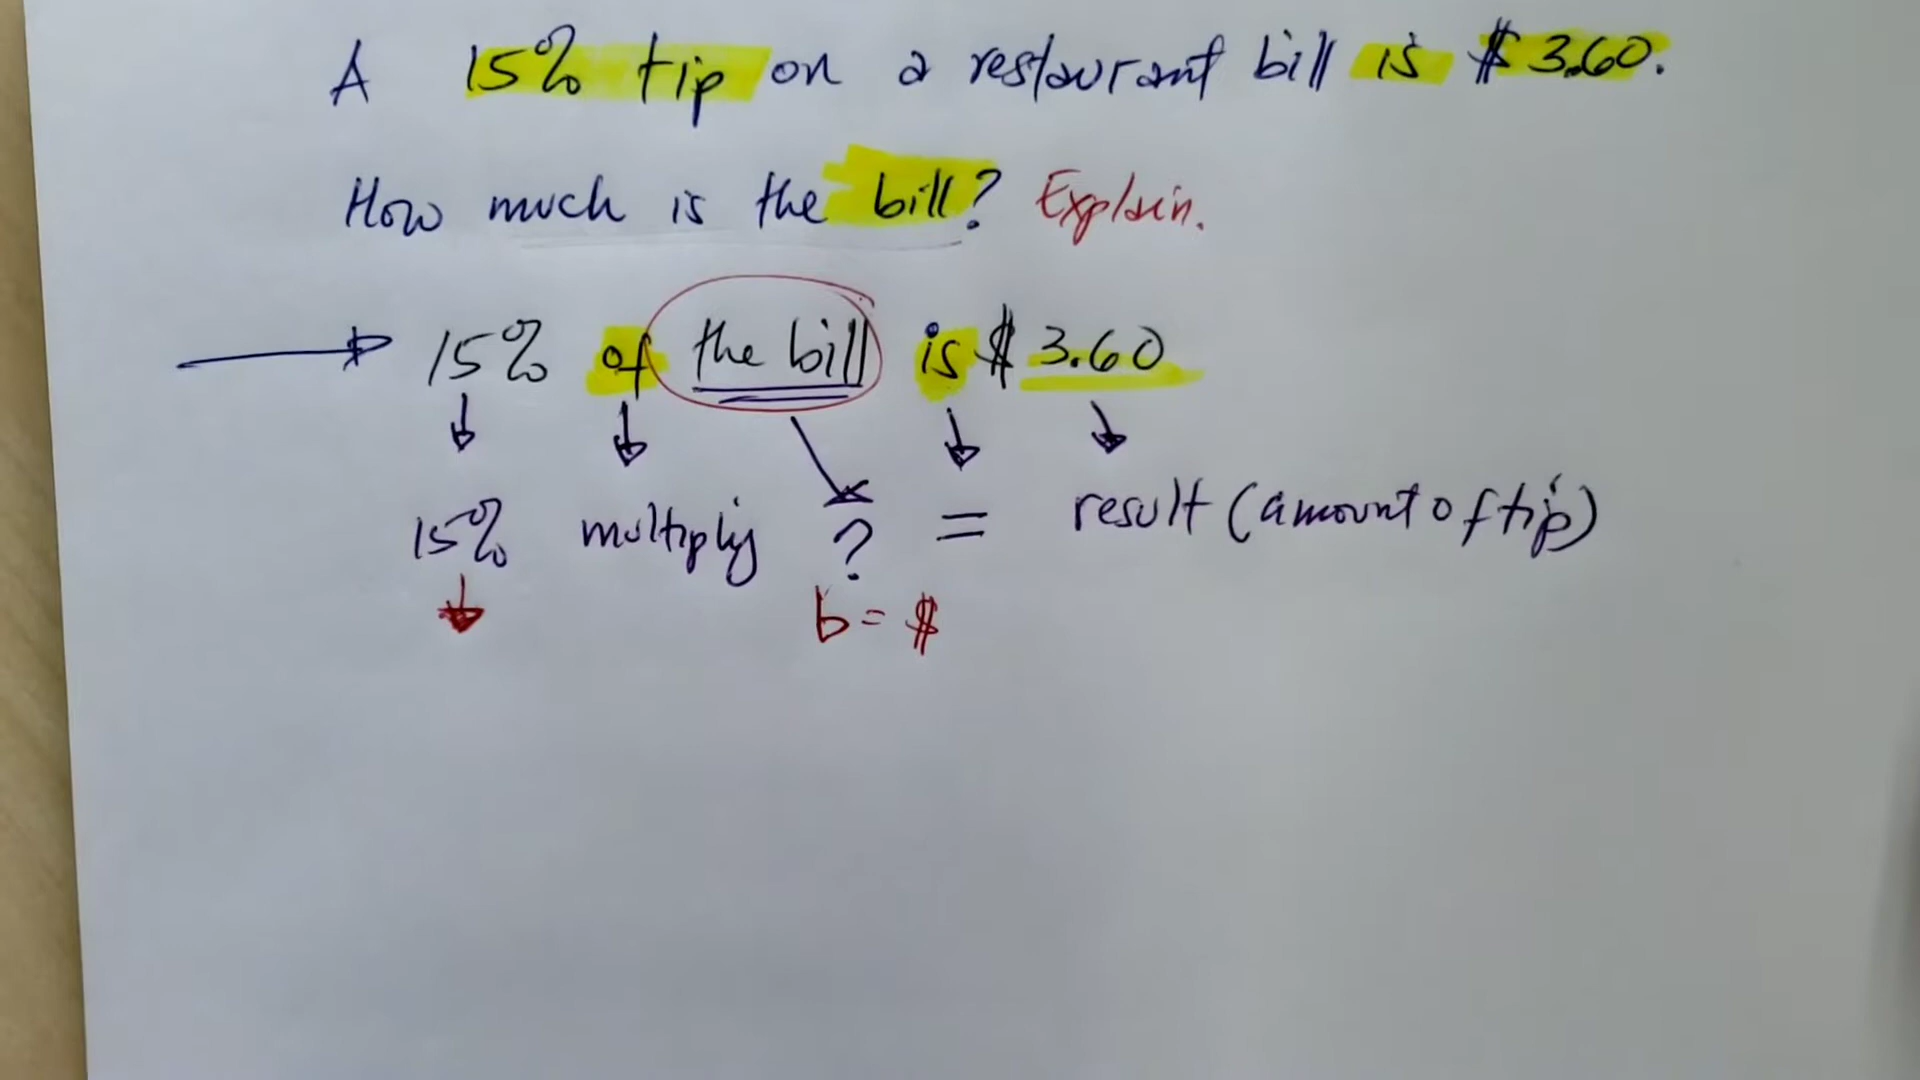 A 15% tip on a restaurant bill is $3.60.
How much is the bill? Explain.
15% of the bill is $3.60
15% multiply ? = result (amount of tip)
b = $